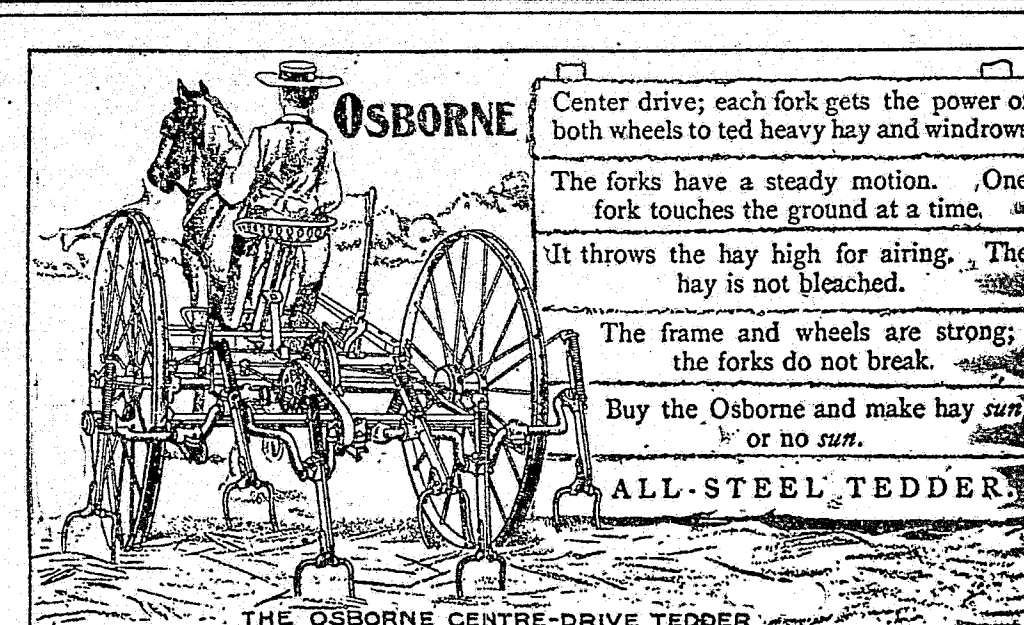 OSBORNE
Center drive; each fork gets the power
both wheels to ted heavy hay and
The forks have a steady motion. One
fork touches the ground at a time.
It throws the hay high for airing. The
hay is not bleached.
The frame and wheels are strong;
the forks do not break.
Buy the Osborne and make hay sun
or no sun.
ALL-STEEL TEDDER.
THE OSBORNE CENTRE-DRIVE TEDDER